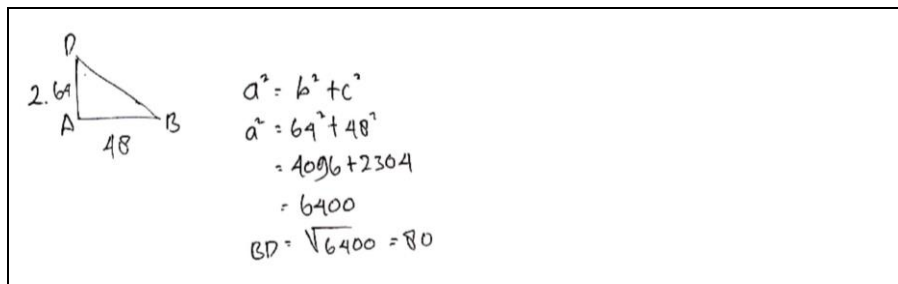 D
2. 64
A B
48
a² = b² + c²
a² = 64² + 48²
= 4096 + 2304
= 6400
BD = √6400 = 80